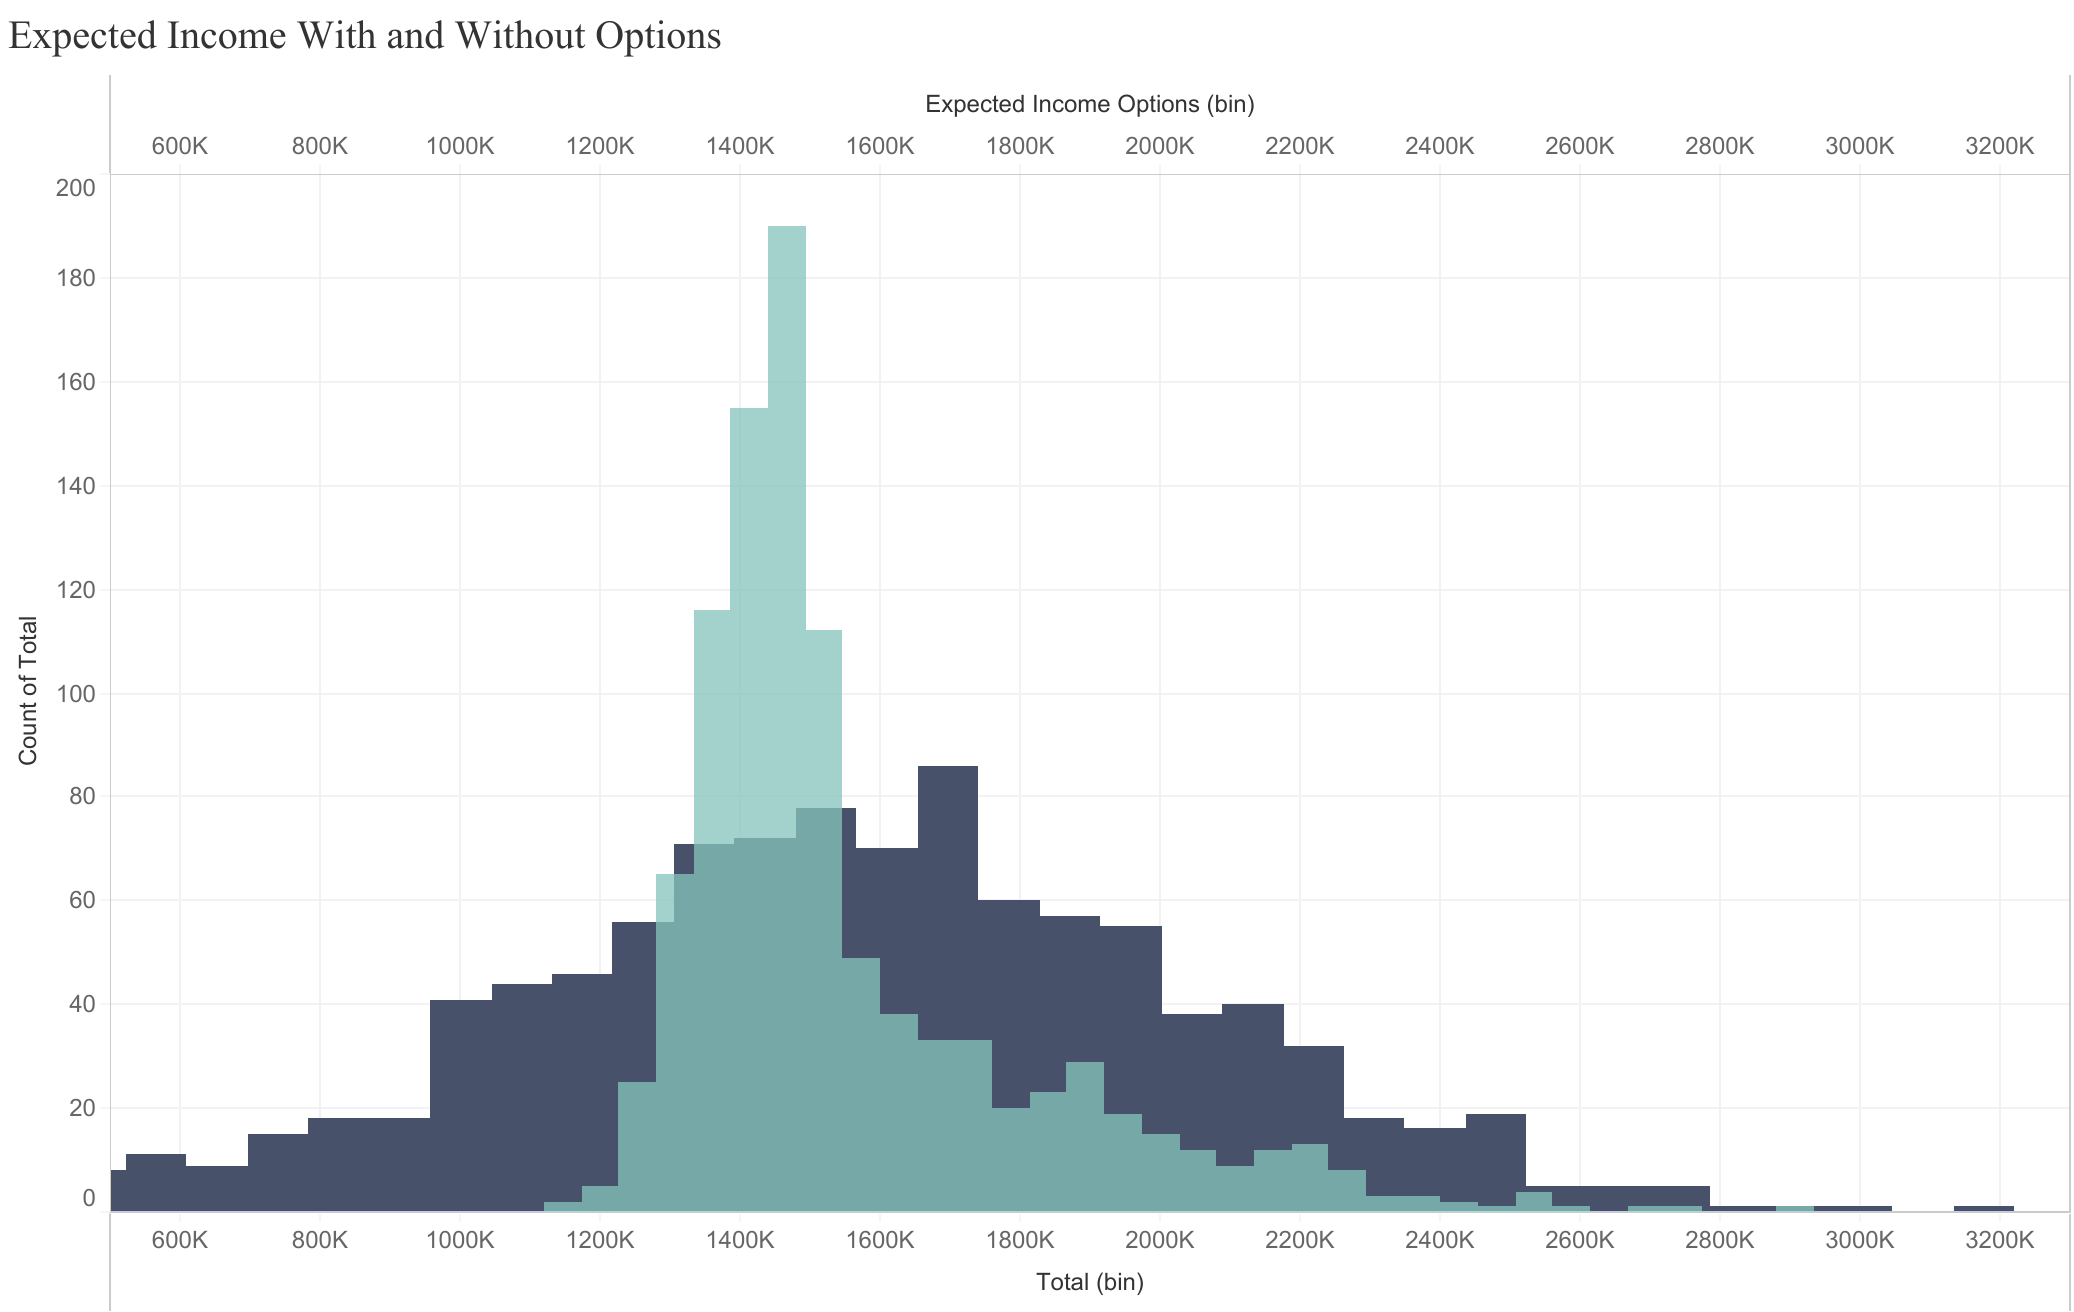 Expected Income With and Without Options
Expected Income Options (bin)
600K 800K 1000K 1200K 1400K 1600K 1800K 2000K 2200K 2400K 2600K 2800K 3000K 3200K
200
180
160
140
120
100
80
60
40
20
0
Count of Total
600K 800K 1000K 1200K 1400K 1600K 1800K 2000K 2200K 2400K 2600K 2800K 3000K 3200K
Total (bin)